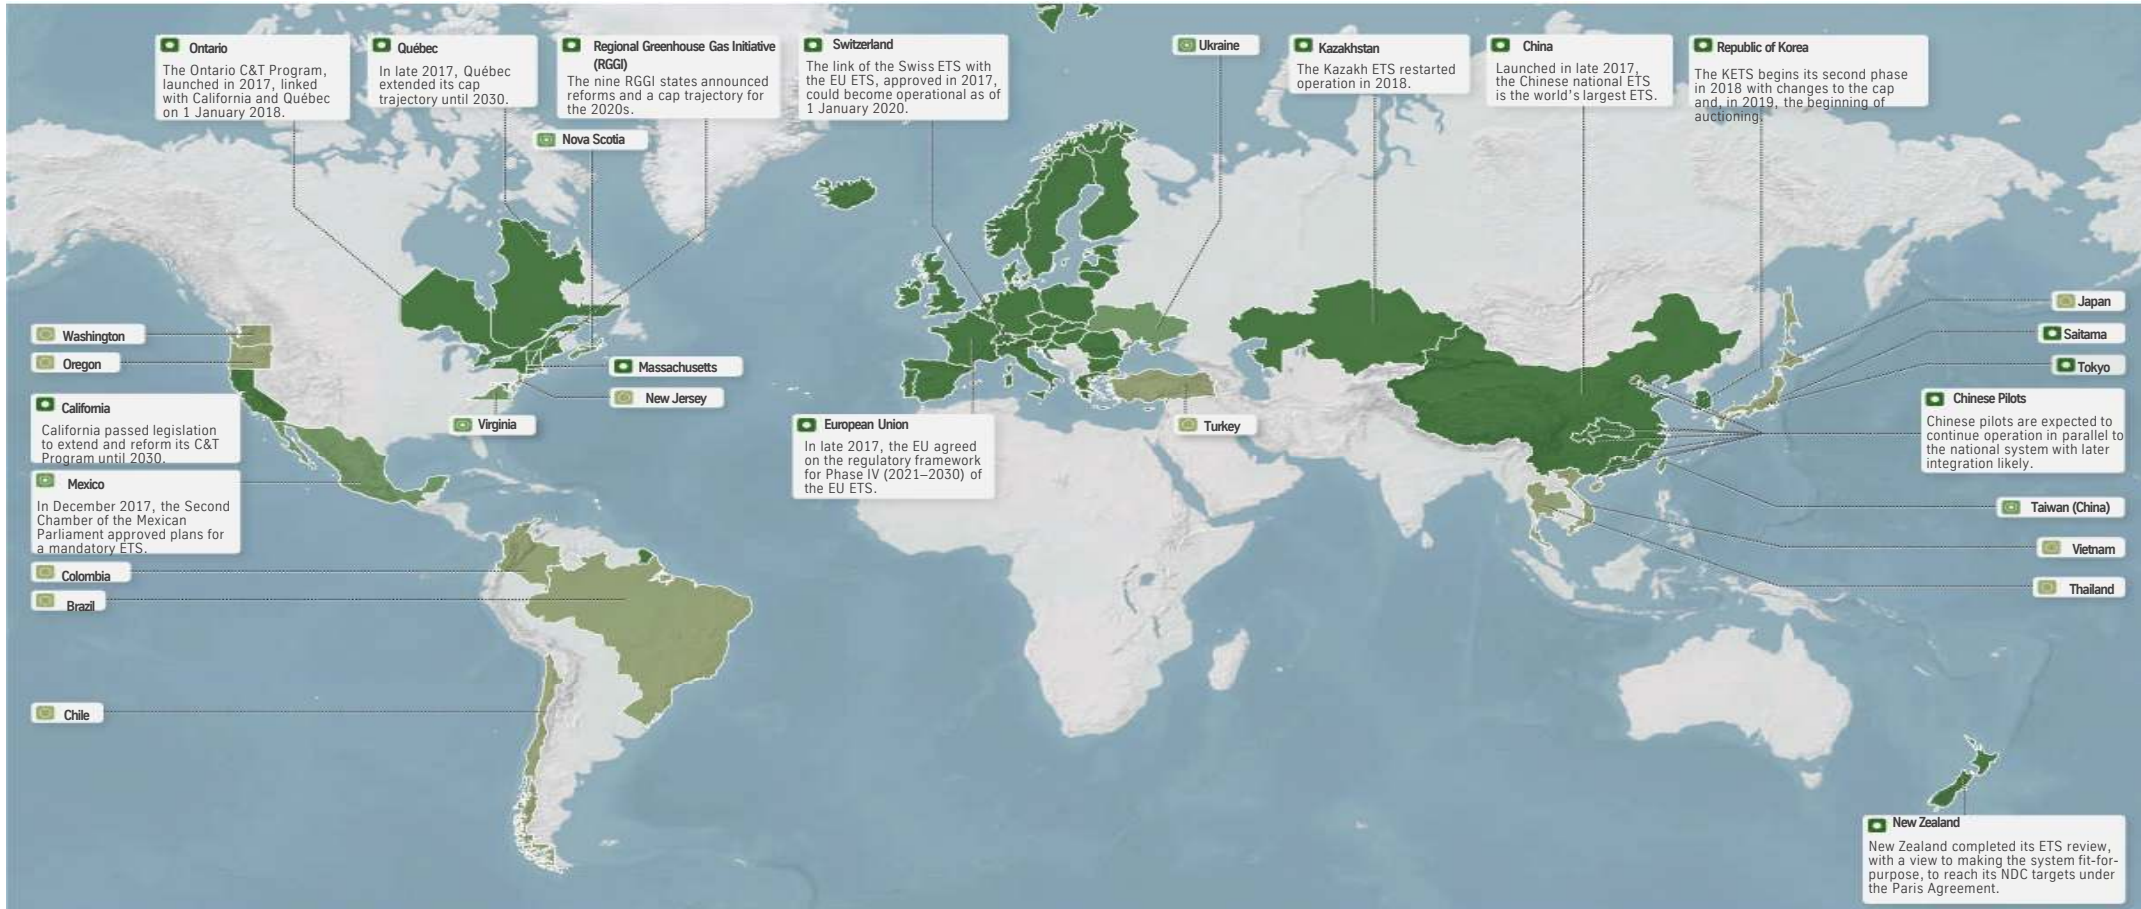 Ontario
The Ontario C&T Program,
launched in 2017, linked
with California and Québec
on 1 January 2018.
Québec
In late 2017, Québec
extended its cap
trajectory until 2030.
Regional Greenhouse Gas Initiative
(RGGI)
The nine RGGI states announced
reforms and a cap trajectory for
the 2020s.
Switzerland
The link of the Swiss ETS with
the EU ETS, approved in 2017,
could become operational as of
1 January 2020.
Ukraine
Kazakhstan
The Kazakh ETS restarted
operation in 2018.
China
Launched in late 2017,
the Chinese national ETS
is the world's largest ETS.
Republic of Korea
The KETS begins its second phase
in 2018 with changes to the cap
and, in 2019, the beginning of
auctioning.
Nova Scotia
Washington
Oregon
California
California passed legislation
to extend and reform its C&T
Program until 2030.
Mexico
In December 2017, the Second
Chamber of the Mexican
Parliament approved plans for
a mandatory ETS.
Colombia
Brazil
Chile
Massachusetts
New Jersey
Virginia
European Union
In late 2017, the EU agreed
on the regulatory framework
for Phase IV (2021–2030) of
the EU ETS.
Turkey
Japan
Saitama
Tokyo
Chinese Pilots
Chinese pilots are expected to
continue operation in parallel to
the national system with later
integration likely.
Taiwan (China)
Vietnam
Thailand
New Zealand
New Zealand completed its ETS review,
with a view to making the system fit-for-
purpose, to reach its NDC targets under
the Paris Agreement.